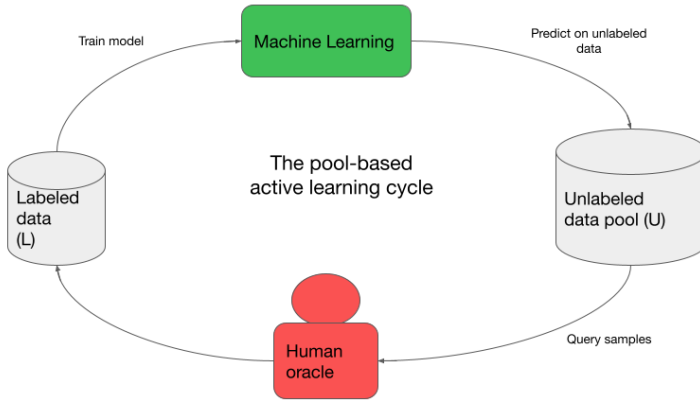 Train model
Machine Learning
Predict on unlabeled
data
The pool-based
active learning cycle
Labeled
data
(L)
Unlabeled
data pool (U)
Human
oracle
Query samples